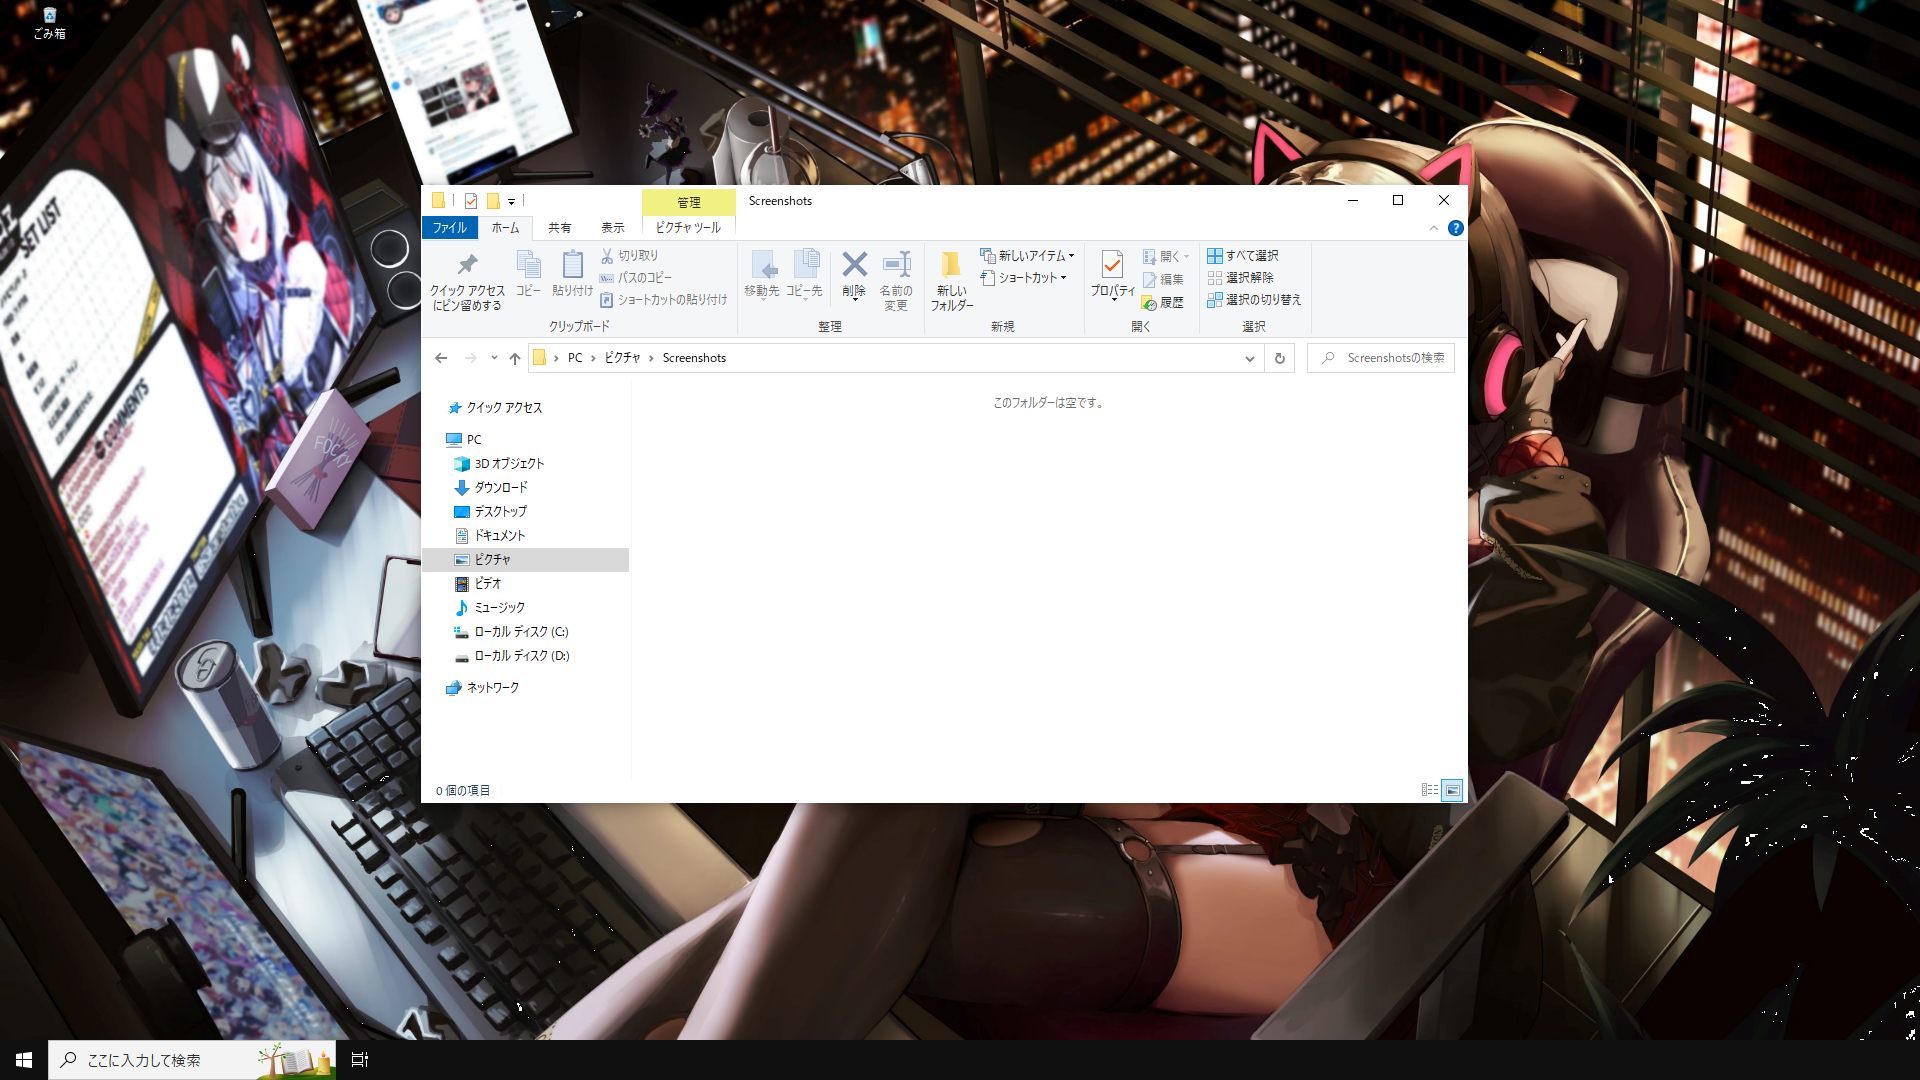 ごみ箱
SET LIST
COMMENTS
FOCKY
管理
Screenshots
ファイル
ホーム
共有
表示
ピクチャ ツール
クイック アクセス
にピン留めする
コピー
貼り付け
切り取り
パスのコピー
ショートカットの貼り付け
クリップボード
移動先
コピー先
削除
名前の
変更
整理
新しい
フォルダー
新しいアイテム
ショートカット
新規
プロパティ
開く
編集
履歴
開く
すべて選択
選択解除
選択の切り替え
選択
PC
ピクチャ
Screenshots
Screenshotsの検索
クイック アクセス
PC
3D オブジェクト
ダウンロード
デスクトップ
ドキュメント
ピクチャ
ビデオ
ミュージック
ローカル ディスク (C:)
ローカル ディスク (D:)
ネットワーク
このフォルダーは空です。
0 個の項目
ここに入力して検索